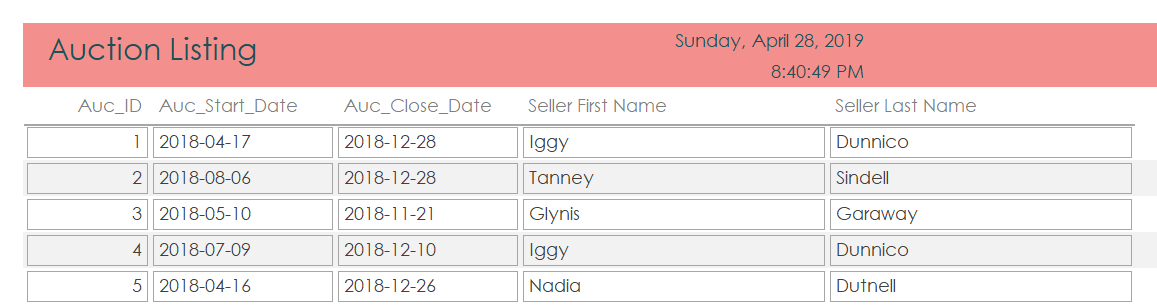 Auction Listing
Sunday, April 28, 2019
8:40:49 PM
Auc_ID Auc_Start_Date Auc_Close_Date Seller First Name Seller Last Name
1 2018-04-17 2018-12-28 Iggy Dunnico
2 2018-08-06 2018-12-28 Tanney Sindell
3 2018-05-10 2018-11-21 Glynis Garaway
4 2018-07-09 2018-12-10 Iggy Dunnico
5 2018-04-16 2018-12-26 Nadia Dutnell